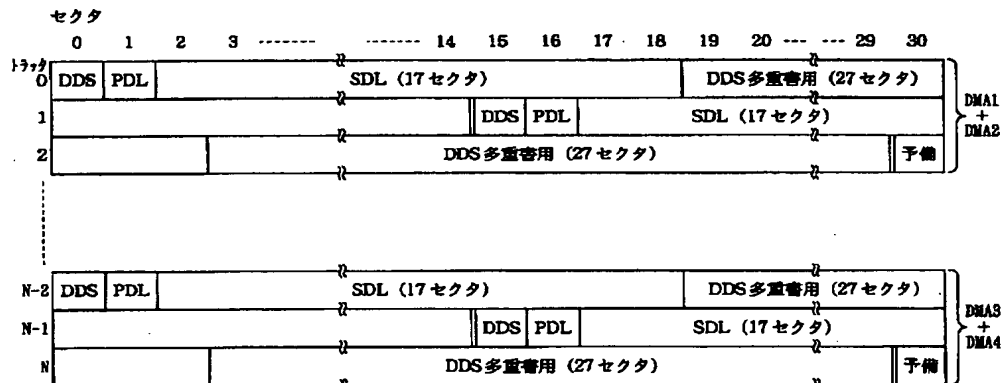 セクタ
0 1 2 3 -------- -------- 14 15 16 17 18 19 20 --- --- 29 30
トラック
0 DDS PDL SDL (17セクタ) DDS多重書用 (27セクタ)
1 DDS PDL SDL (17セクタ)
2 DDS多重書用 (27セクタ) 予備
DMA1
+
DMA2
N-2 DDS PDL SDL (17セクタ) DDS多重書用 (27セクタ)
N-1 DDS PDL SDL (17セクタ)
N DDS多重書用 (27セクタ) 予備
DMA3
+
DMA4